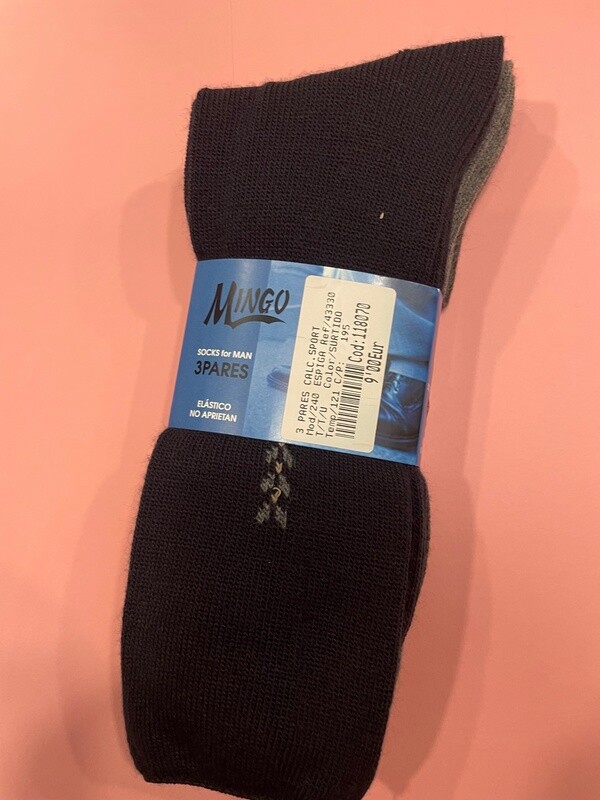 MINGO
SOCKS for MAN
3PARES
ELÁSTICO
NO APRIETAN
3 PARES CALC.SPORT
Mod/240 ESPIGA Ref/43330
T/T/U Color/SURTIDO
Temp/121 C/P: 195
Cod:118070
9'00Eur